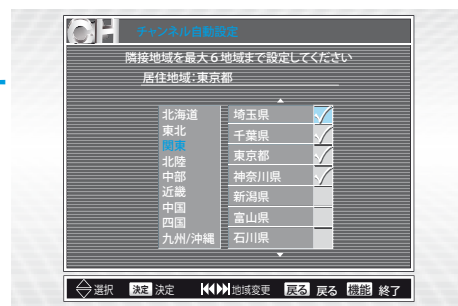 CH チャンネル自動設定
隣接地域を最大6地域まで設定してください
居住地域:東京都
北海道
東北
関東
北陸
中部
近畿
中国
四国
九州/沖縄
埼玉県
千葉県
東京都
神奈川県
新潟県
富山県
石川県
選択 決定 決定 地域変更 戻る 戻る 機能 終了